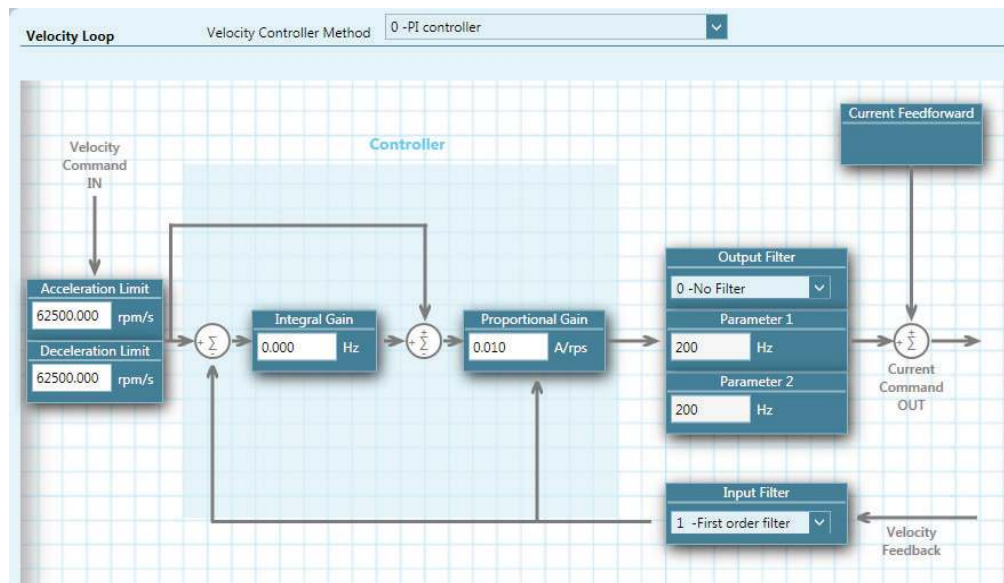 Velocity Loop
Velocity Controller Method
0 -PI controller
Current Feedforward
Velocity
Command
IN
Controller
Acceleration Limit
62500.000 rpm/s
Deceleration Limit
62500.000 rpm/s
+ Σ -
Integral Gain
0.000 Hz
+ ± Σ -
Proportional Gain
0.010 A/rps
Output Filter
0 -No Filter
Parameter 1
200 Hz
Parameter 2
200 Hz
+ ± Σ -
Current
Command
OUT
Input Filter
1 -First order filter
Velocity
Feedback